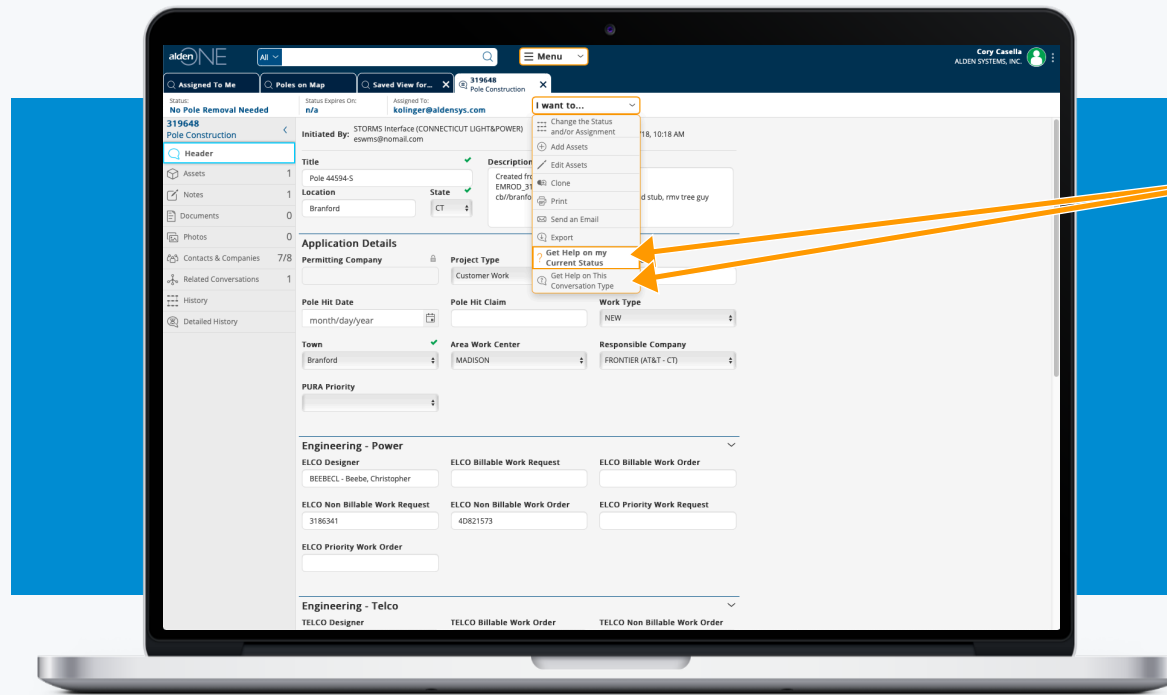 alden ONE
All
Menu
Cory Casella
ALDEN SYSTEMS, INC.
Assigned To Me
Poles on Map
Saved View for...
319648
Pole Construction
Status:
No Pole Removal Needed
Status Expires On:
n/a
Assigned To:
kolinger@aldensys.com
I want to...
Change the Status
and/or Assignment
Add Assets
Edit Assets
Clone
Print
Send an Email
Export
Get Help on my
Current Status
Get Help on This
Conversation Type
319648
Pole Construction
Header
Assets 1
Notes 1
Documents 0
Photos 0
Contacts & Companies 7/8
Related Conversations 1
History
Detailed History
Initiated By: STORMS Interface (CONNECTICUT LIGHT&POWER)
eswms@nomail.com
18, 10:18 AM
Title
Pole 44594-S
Description
Created
EMROD_31
cb//branfo
d stub, rmv tree guy
Location
Branford
State
CT
Application Details
Permitting Company
Project Type
Customer Work
Pole Hit Date
month/day/year
Pole Hit Claim
Work Type
NEW
Town
Branford
Area Work Center
MADISON
Responsible Company
FRONTIER (AT&T - CT)
PURA Priority
Engineering - Power
ELCO Designer
BEEBECL - Beebe, Christopher
ELCO Billable Work Request
ELCO Billable Work Order
ELCO Non Billable Work Request
3186341
ELCO Non Billable Work Order
4D821573
ELCO Priority Work Request
ELCO Priority Work Order
Engineering - Telco
TELCO Designer
TELCO Billable Work Order
TELCO Non Billable Work Order